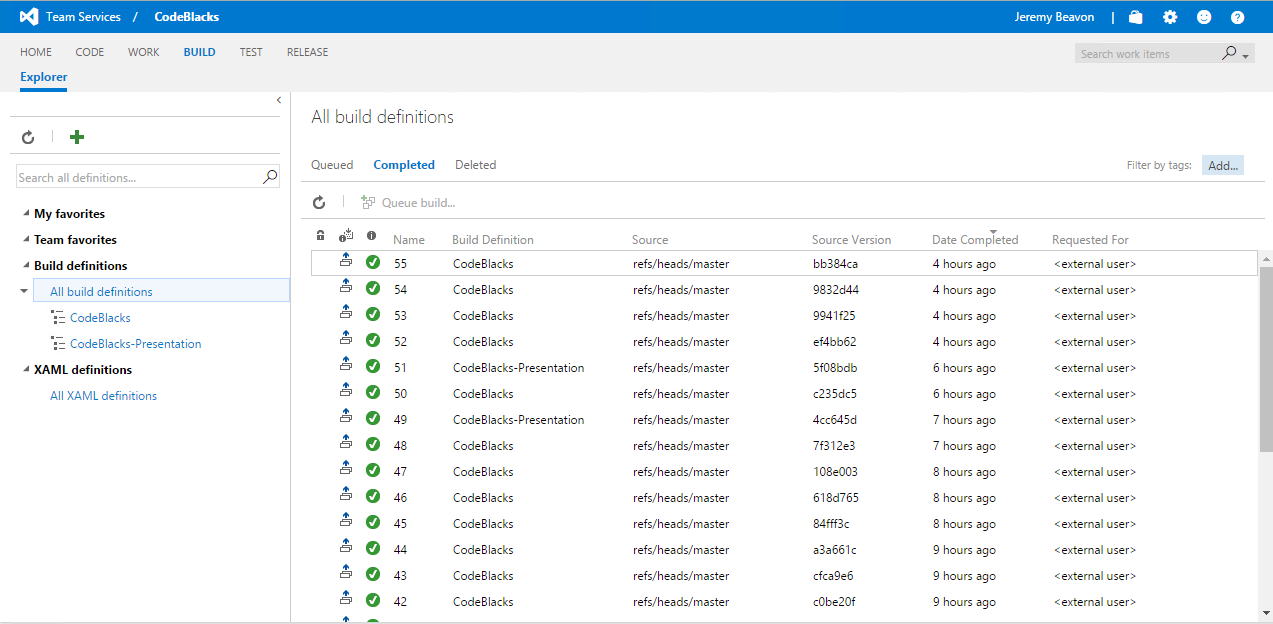 Team Services / CodeBlacks Jeremy Beavon |
HOME CODE WORK BUILD TEST RELEASE Search work items
Explorer
All build definitions
Search all definitions...
My favorites
Team favorites
Build definitions
All build definitions
CodeBlacks
CodeBlacks-Presentation
XAML definitions
All XAML definitions
Queued Completed Deleted Filter by tags: Add...
Queue build...
Name Build Definition Source Source Version Date Completed Requested For
55 CodeBlacks refs/heads/master bb384ca 4 hours ago <external user>
54 CodeBlacks refs/heads/master 9832d44 4 hours ago <external user>
53 CodeBlacks refs/heads/master 9941f25 4 hours ago <external user>
52 CodeBlacks refs/heads/master ef4bb62 4 hours ago <external user>
51 CodeBlacks-Presentation refs/heads/master 5f08bdb 6 hours ago <external user>
50 CodeBlacks refs/heads/master c235dc5 6 hours ago <external user>
49 CodeBlacks-Presentation refs/heads/master 4cc645d 7 hours ago <external user>
48 CodeBlacks refs/heads/master 7f312e3 7 hours ago <external user>
47 CodeBlacks refs/heads/master 108e003 8 hours ago <external user>
46 CodeBlacks refs/heads/master 618d765 8 hours ago <external user>
45 CodeBlacks refs/heads/master 84fff3c 8 hours ago <external user>
44 CodeBlacks refs/heads/master a3a661c 9 hours ago <external user>
43 CodeBlacks refs/heads/master cfca9e6 9 hours ago <external user>
42 CodeBlacks refs/heads/master c0be20f 9 hours ago <external user>